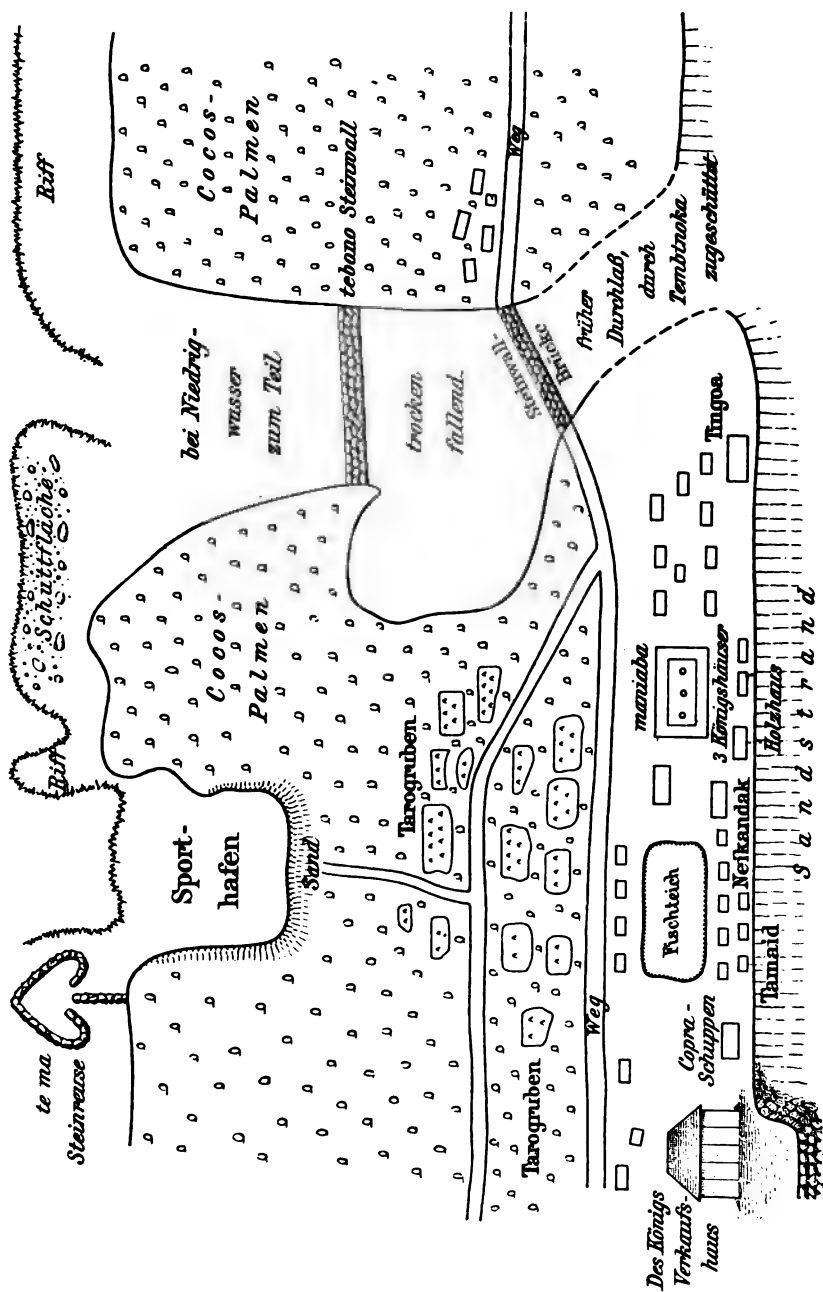 te ma
Steinreuse
Riff
Schuttfläche
Riff
Sport-
hafen
Sand
Cocos-
Palmen
bei Niedrig-
wasser
zum Teil
trocken
fallend.
tebono Steinwall
Cocos-
Palmen
Steinwall-
Brücke
Weg
früher
Durchlaß,
durch
Tembinoka
zugeschüttet
Tarogruben
Tarogruben
Weg
Des Königs
Verkaufs-
haus
Copra-
Schuppen
Fischteich
Tamaid
Neikandak
maniaba
3 Königshäuser
Holzhaus
Tingoa
Sandstrand